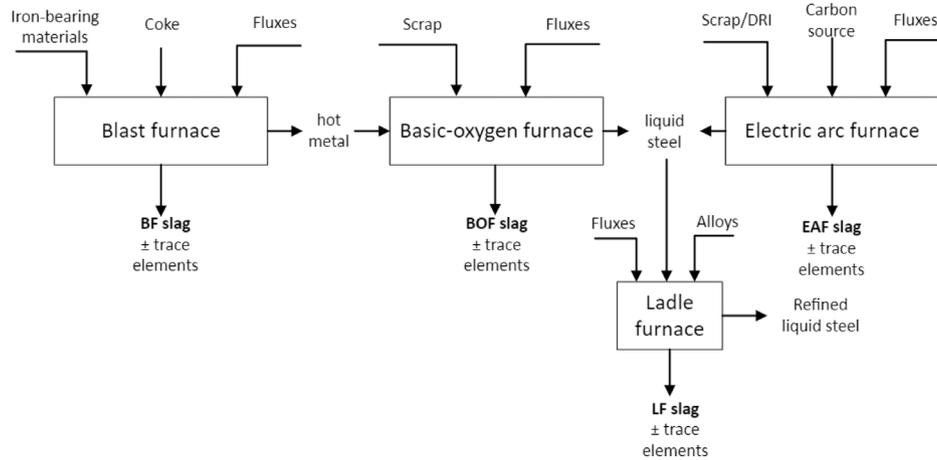 Iron-bearing
materials
Coke
Fluxes
Scrap
Fluxes
Scrap/DRI
Carbon
source
Fluxes
Blast furnace
hot
metal
Basic-oxygen furnace
liquid
steel
Electric arc furnace
BF slag
± trace
elements
BOF slag
± trace
elements
EAF slag
± trace
elements
Fluxes
Alloys
Ladle
furnace
Refined
liquid steel
LF slag
± trace
elements